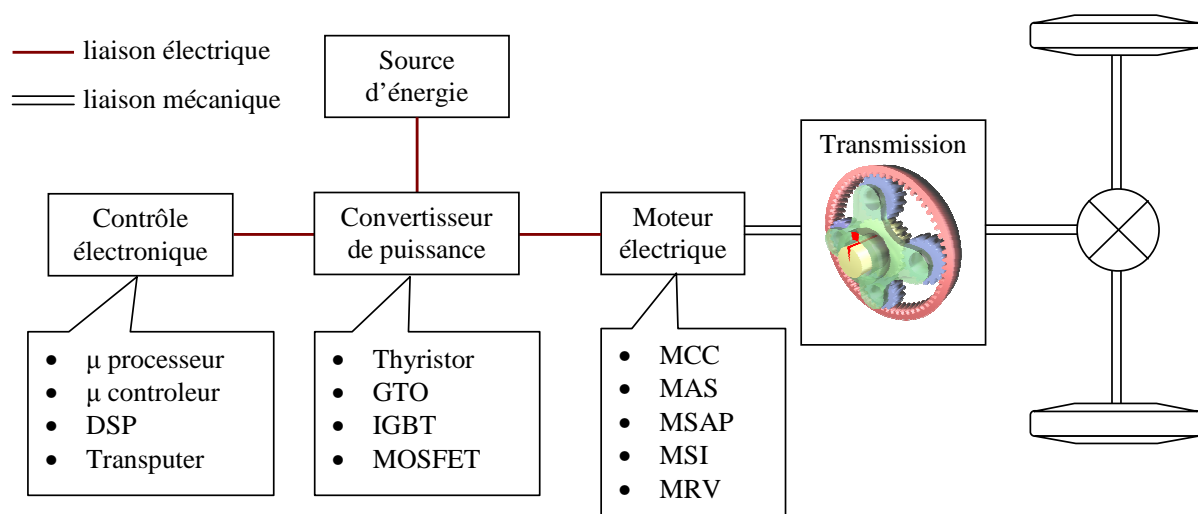 liaison électrique
liaison mécanique
Source
d’énergie
Contrôle
électronique
Convertisseur
de puissance
Moteur
électrique
Transmission
• μ processeur
• μ controleur
• DSP
• Transputer
• Thyristor
• GTO
• IGBT
• MOSFET
• MCC
• MAS
• MSAP
• MSI
• MRV